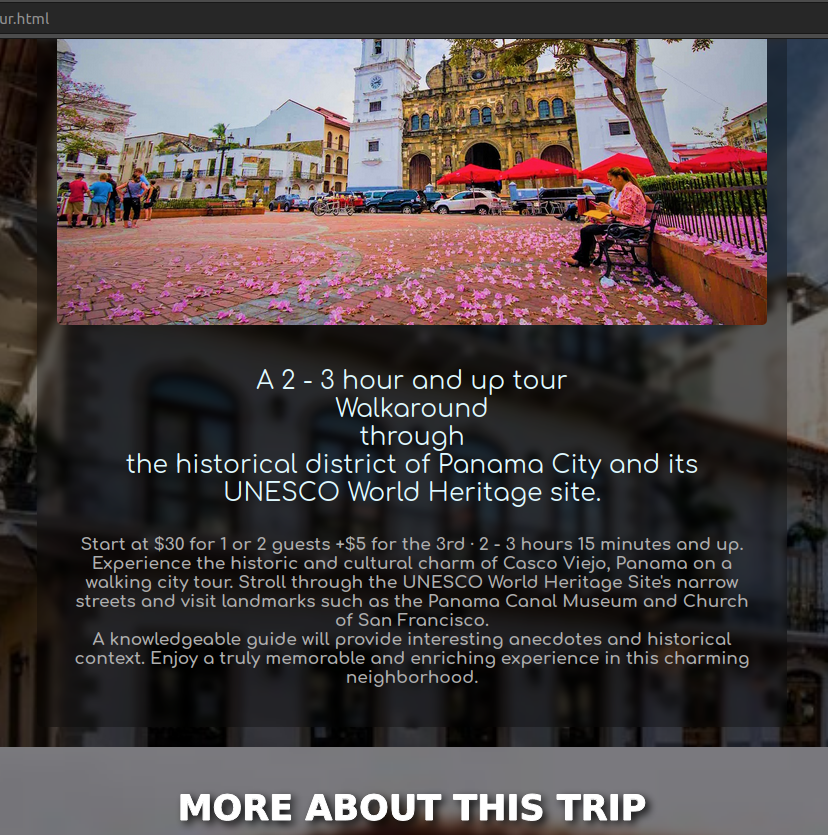 ur.html
A 2 - 3 hour and up tour
Walkaround
through
the historical district of Panama City and its
UNESCO World Heritage site.
Start at $30 for 1 or 2 guests +$5 for the 3rd · 2 - 3 hours 15 minutes and up.
Experience the historic and cultural charm of Casco Viejo, Panama on a
walking city tour. Stroll through the UNESCO World Heritage Site's narrow
streets and visit landmarks such as the Panama Canal Museum and Church
of San Francisco.
A knowledgeable guide will provide interesting anecdotes and historical
context. Enjoy a truly memorable and enriching experience in this charming
neighborhood.
MORE ABOUT THIS TRIP